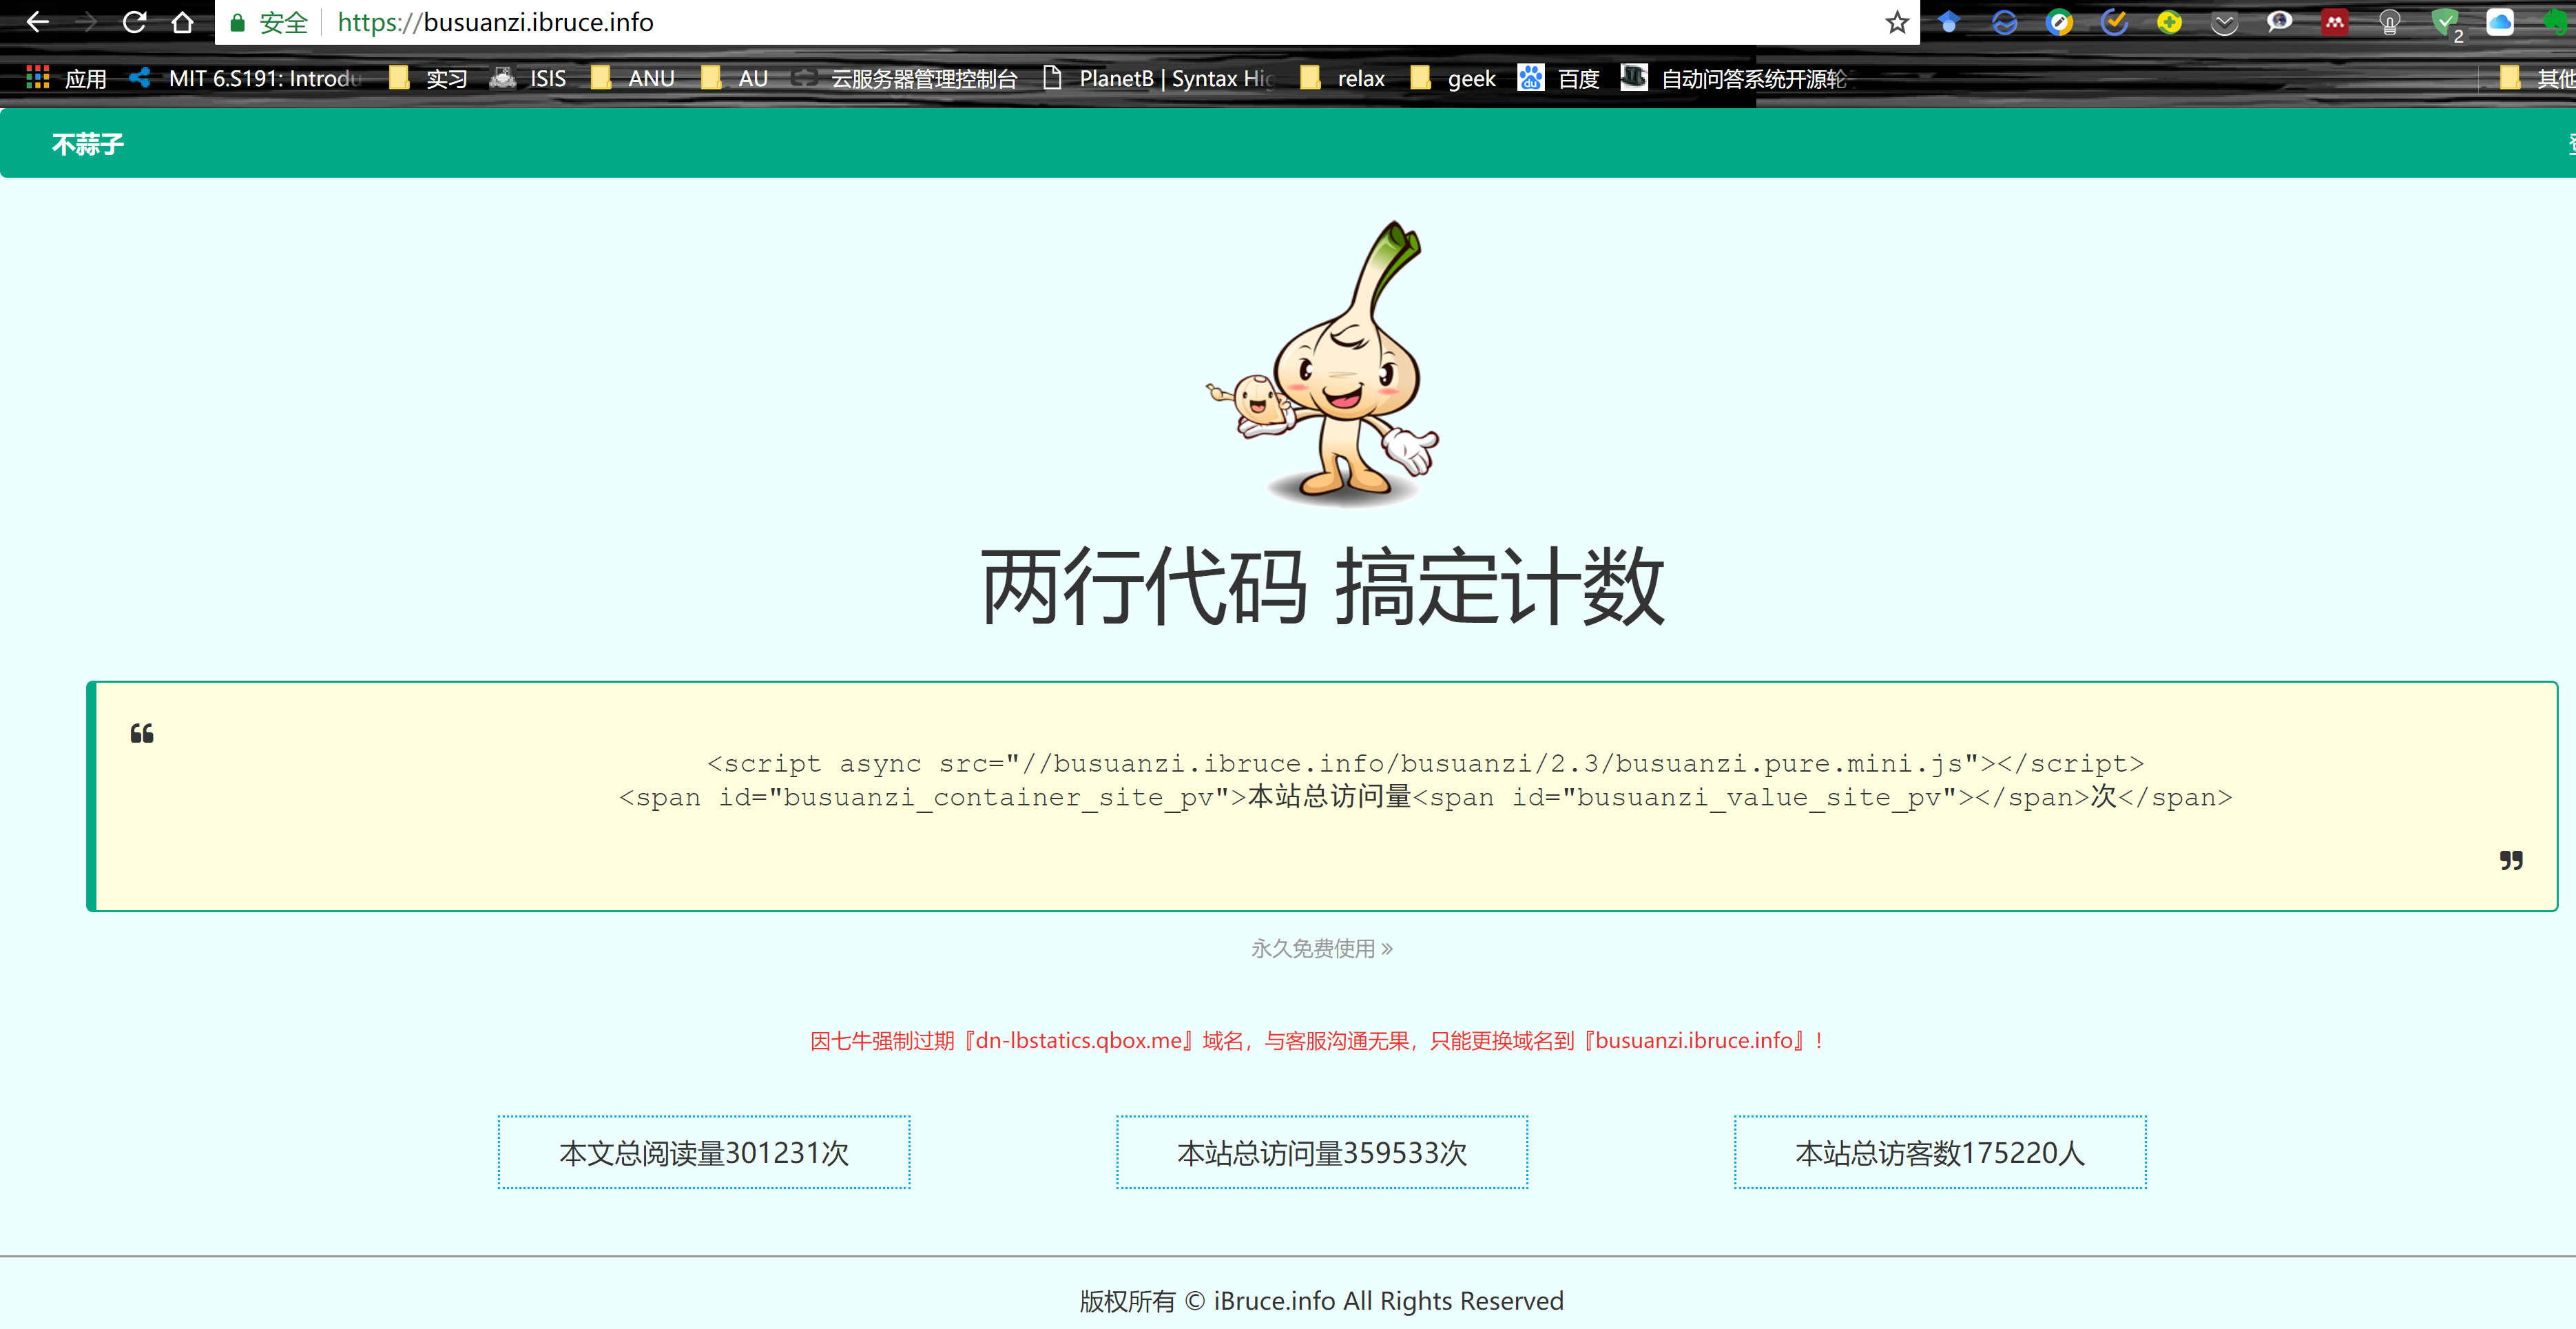 安全 https://busuanzi.ibruce.info
2
应用 MIT 6.S191: Introdu 实习 ISIS ANU AU 云服务器管理控制台 PlanetB | Syntax Hig relax geek 百度 自动问答系统开源轮 其他
不蒜子
两行代码 搞定计数
<script async src="//busuanzi.ibruce.info/busuanzi/2.3/busuanzi.pure.mini.js"></script>
<span id="busuanzi_container_site_pv">本站总访问量<span id="busuanzi_value_site_pv"></span>次</span>
永久免费使用 »
因七牛强制过期『dn-lbstatics.qbox.me』域名，与客服沟通无果，只能更换域名到『busuanzi.ibruce.info』！
本文总阅读量301231次 本站总访问量359533次 本站总访客数175220人
版权所有 © iBruce.info All Rights Reserved